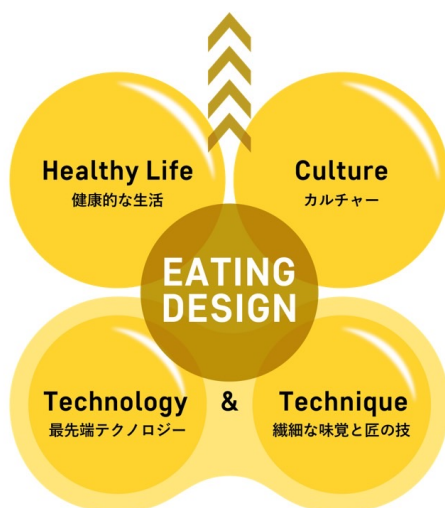 Healthy Life
健康的な生活
Culture
カルチャー
EATING
DESIGN
Technology
最先端テクノロジー
&
Technique
繊細な味覚と匠の技